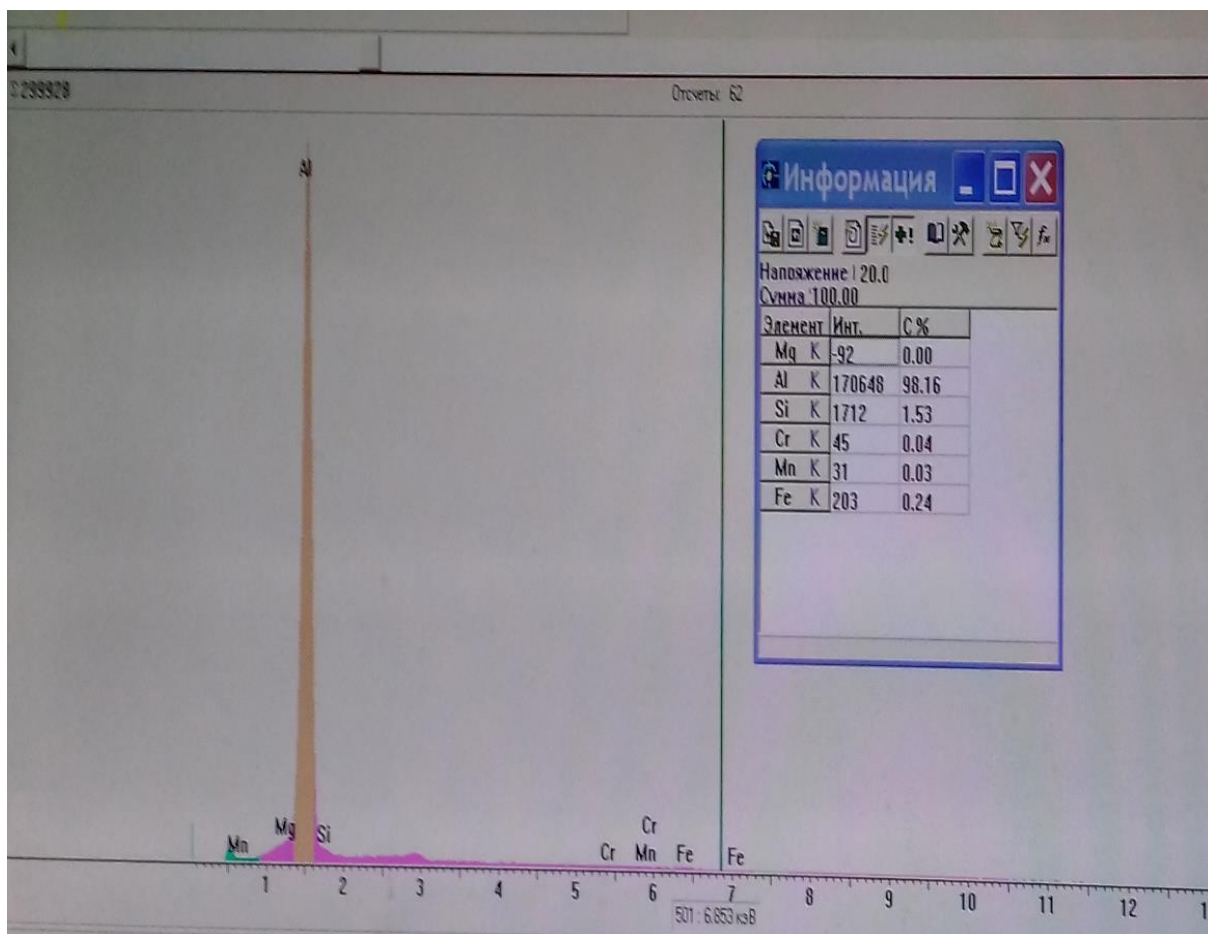 Σ 299928
Отсчеты: 62
Al
Информация
Напояжение | 20.0
Сумма 100.00
Элемент Инт. С %
Mg K -92 0.00
Al K 170648 98.16
Si K 1712 1.53
Cr K 45 0.04
Mn K 31 0.03
Fe K 203 0.24
Cr
Mn Mg Si
Cr Mn Fe Fe
1 2 3 4 5 6 7 8 9 10 11 12 1
501 : 6.853 кэВ